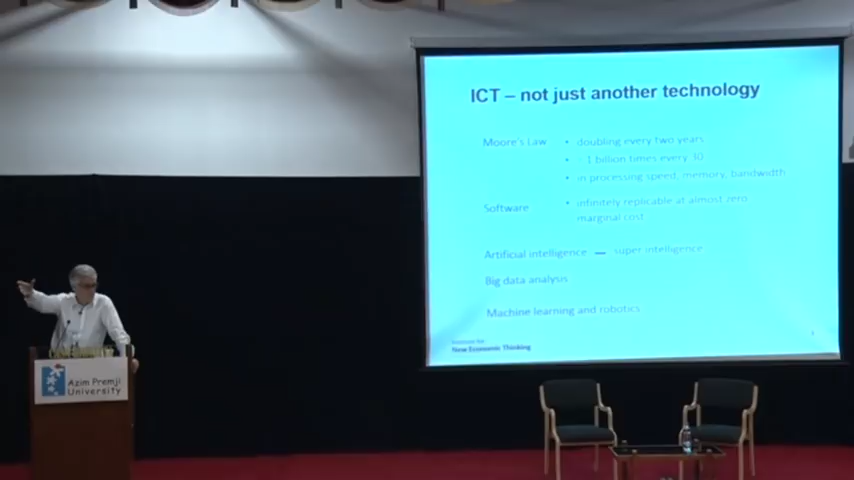 ICT – not just another technology
Moore's Law • doubling every two years
• ~ 1 billion times every 30
• in processing speed, memory, bandwidth
Software • infinitely replicable at almost zero
marginal cost
Artificial intelligence — super intelligence
Big data analysis
Machine learning and robotics
New Economic Thinking
Azim Premji
University